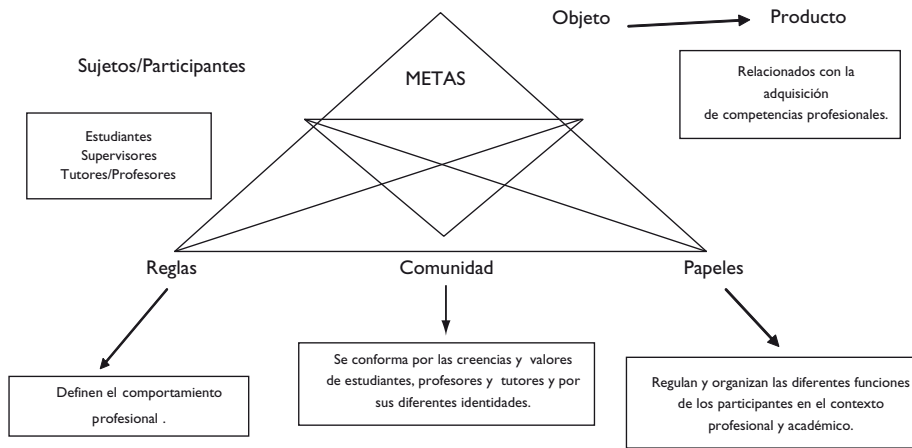 Objeto
Producto
Sujetos/Participantes
METAS
Relacionados con la
adquisición
de competencias profesionales.
Estudiantes
Supervisores
Tutores/Profesores
Reglas
Comunidad
Papeles
Definen el comportamiento
profesional .
Se conforma por las creencias y valores
de estudiantes, profesores y tutores y por
sus diferentes identidades.
Regulan y organizan las diferentes funciones
de los participantes en el contexto
profesional y académico.